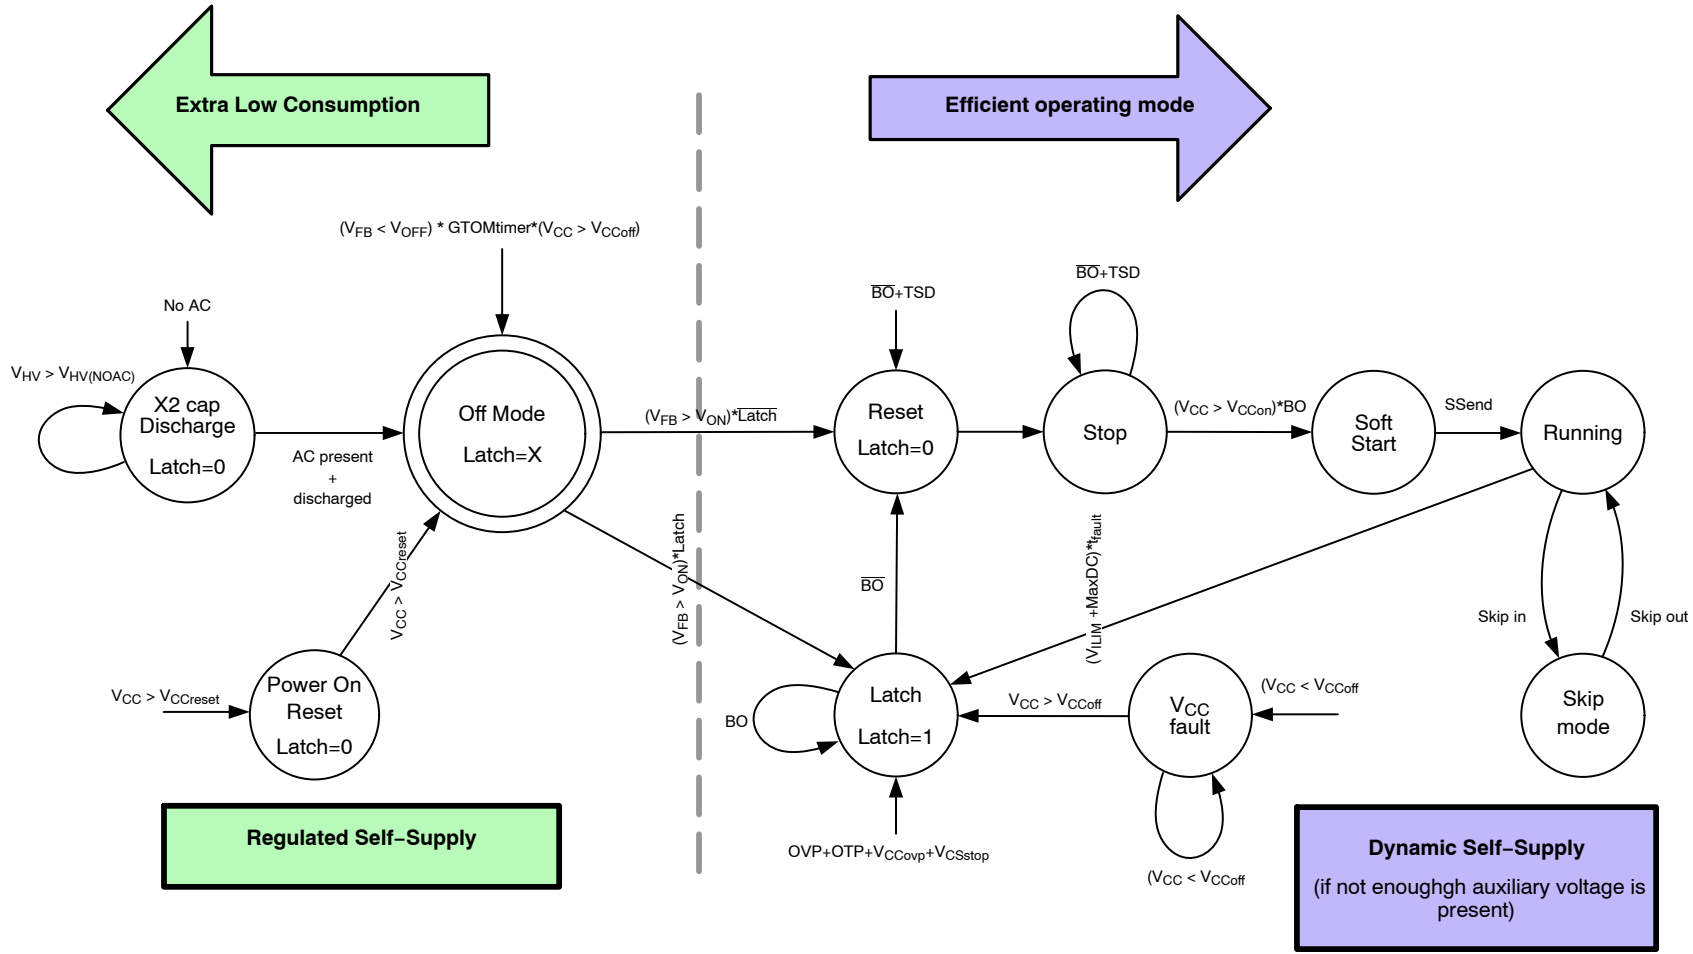 Extra Low Consumption
Efficient operating mode
(VFB < VOFF) * GTOMtimer*(VCC > VCCoff)
No AC
VHV > VHV(NOAC)
X2 cap
Discharge
Latch=0
AC present
+
discharged
Off Mode
Latch=X
(VFB > VON)*L̅a̅t̅c̅h̅
B̅O̅+TSD
Reset
Latch=0
B̅O̅+TSD
Stop
(VCC > VCCon)*BO
Soft
Start
SSend
Running
VCC > VCCreset
(VFB > VON)*Latch
B̅O̅
(VILIM +MaxDC)*tfault
Skip in
Skip out
VCC > VCCreset
Power On
Reset
Latch=0
BO
Latch
Latch=1
VCC > VCCoff
VCC
fault
(VCC < VCCoff
Skip
mode
OVP+OTP+VCCovp+VCSstop
(VCC < VCCoff
Regulated Self−Supply
Dynamic Self−Supply
(if not enoughgh auxiliary voltage is
present)